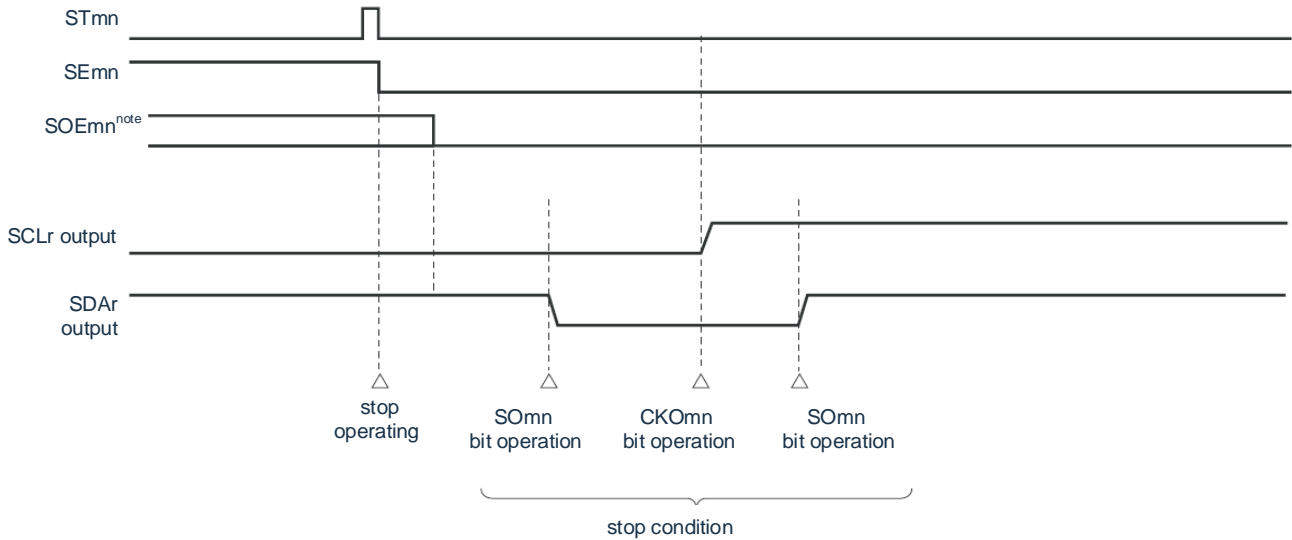 STmn
SEmn
SOEmnnote
SCLr output
SDAr
output
stop
operating
SOmn
bit operation
CKOmn
bit operation
SOmn
bit operation
stop condition